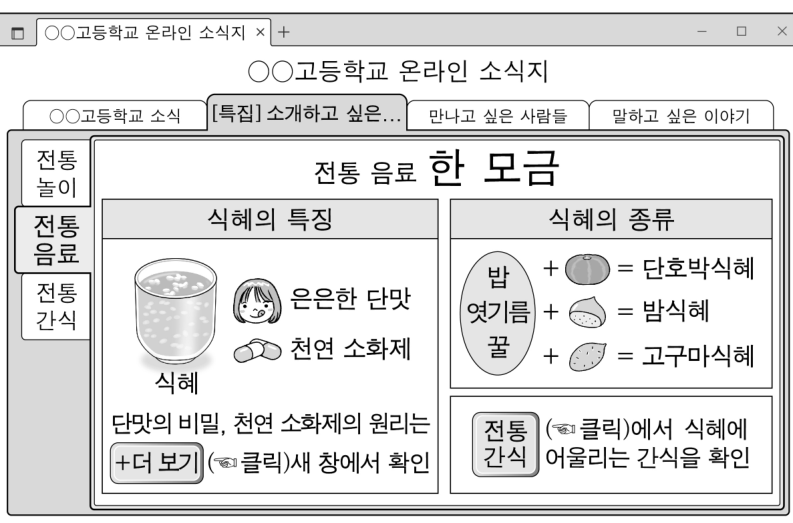 ○○고등학교 온라인 소식지 × +
○○고등학교 온라인 소식지
○○고등학교 소식
[특집] 소개하고 싶은...
만나고 싶은 사람들
말하고 싶은 이야기
전통
놀이
전통
음료
전통
간식
전통 음료 한 모금
식혜의 특징
은은한 단맛
천연 소화제
식혜
단맛의 비밀, 천연 소화제의 원리는
+더 보기 (☜ 클릭)새 창에서 확인
식혜의 종류
밥
엿기름
꿀
+ = 단호박식혜
+ = 밤식혜
+ = 고구마식혜
전통
간식
(☜ 클릭)에서 식혜에
어울리는 간식을 확인